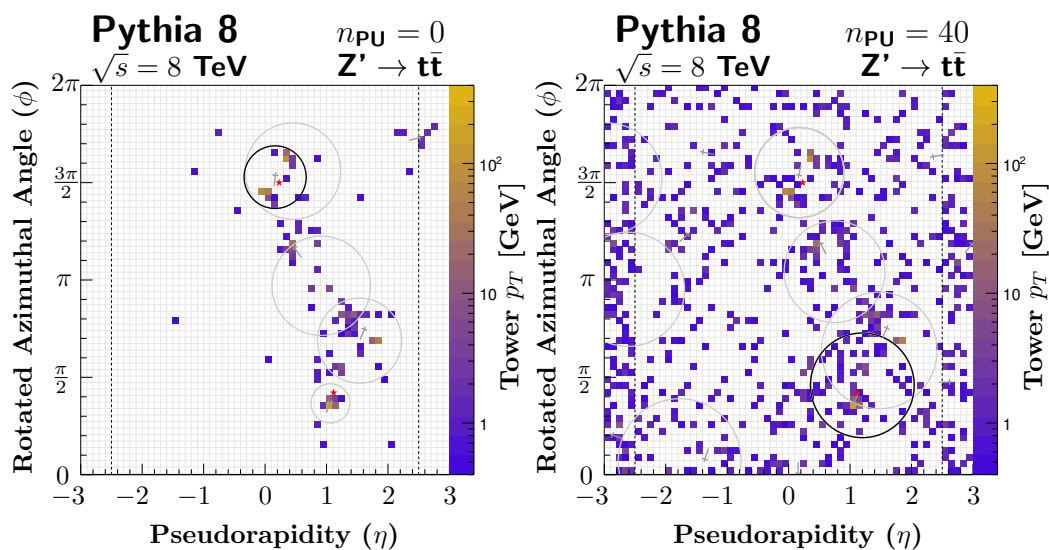 Pythia 8
n_PU = 0
√s = 8 TeV
Z' → tt̄
2π
3π/2
π
π/2
0
−3 −2 −1 0 1 2 3
Rotated Azimuthal Angle (ϕ)
Pseudorapidity (η)
10²
10
1
Tower p_T [GeV]
Pythia 8
n_PU = 40
√s = 8 TeV
Z' → tt̄
2π
3π/2
π
π/2
0
−3 −2 −1 0 1 2 3
Rotated Azimuthal Angle (ϕ)
Pseudorapidity (η)
10²
10
1
Tower p_T [GeV]